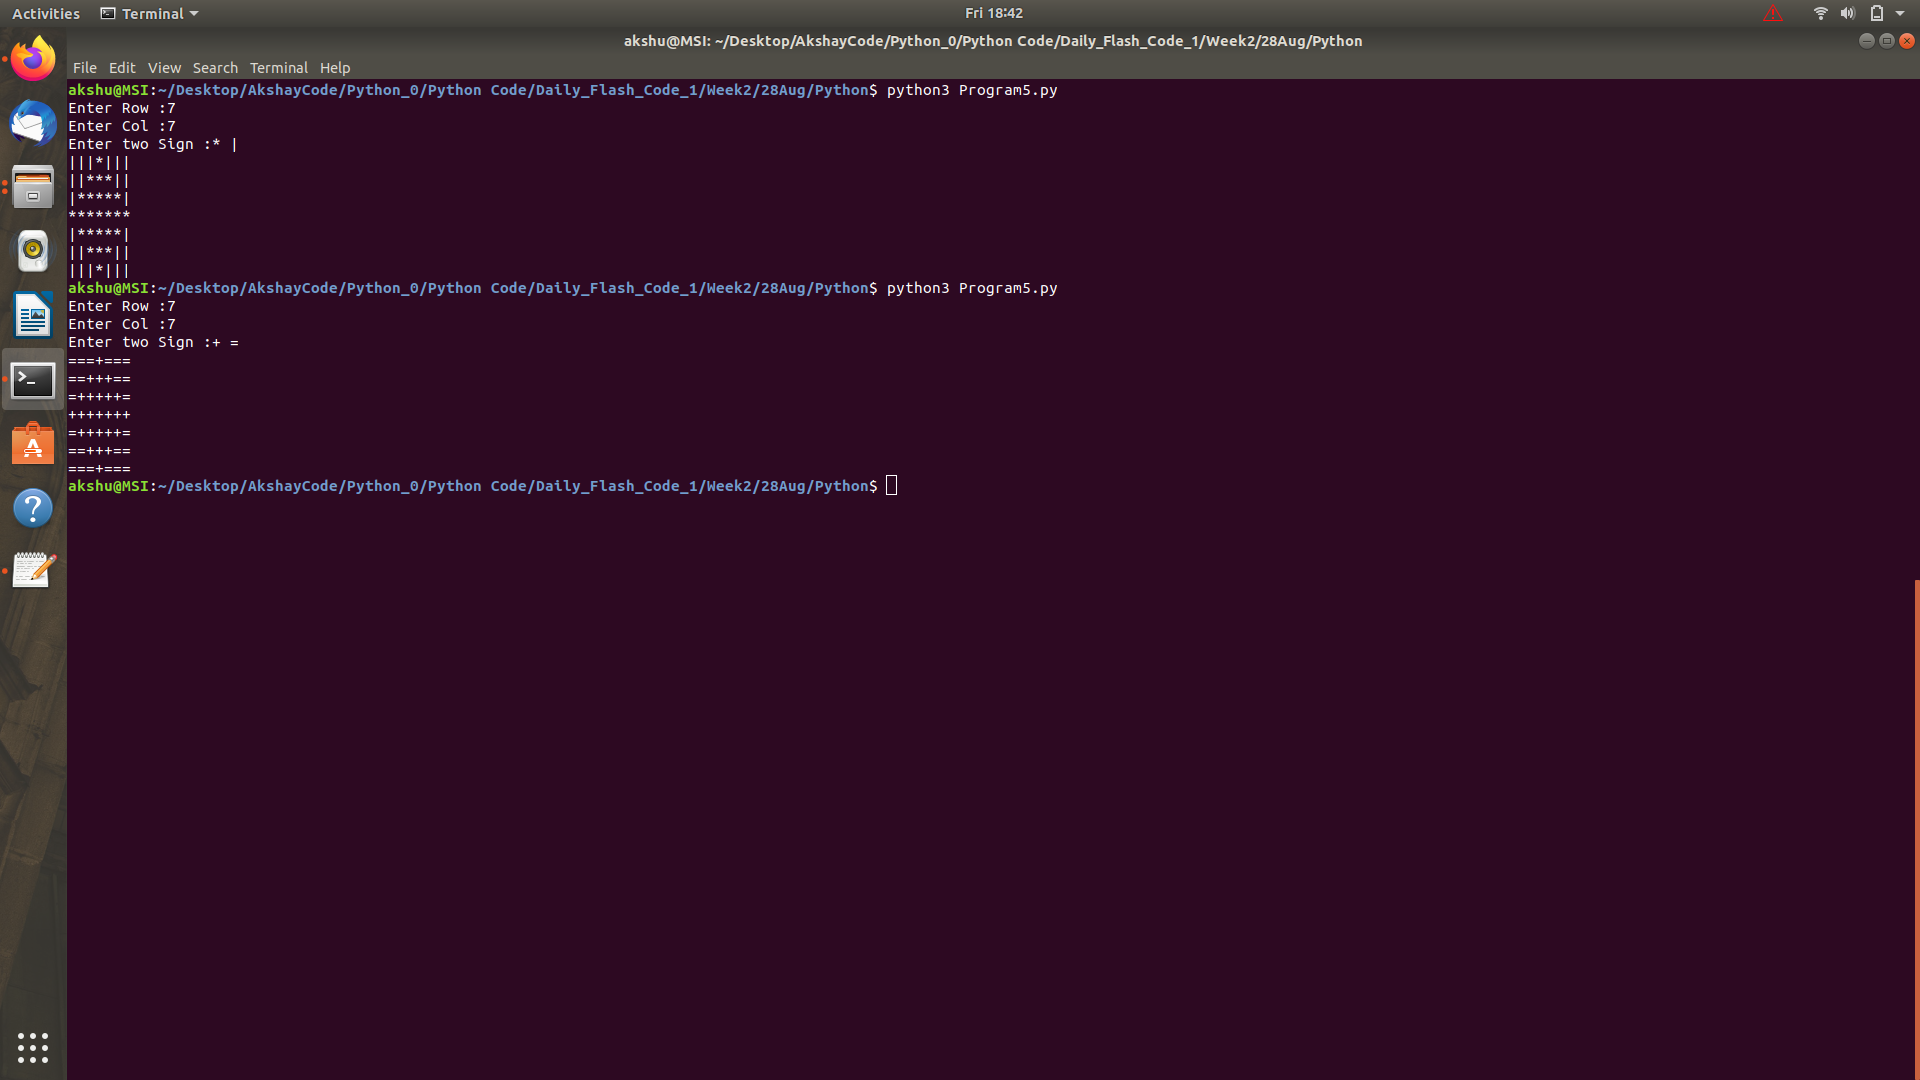 Activities Terminal Fri 18:42
akshu@MSI: ~/Desktop/AkshayCode/Python_0/Python Code/Daily_Flash_Code_1/Week2/28Aug/Python
File Edit View Search Terminal Help
akshu@MSI:~/Desktop/AkshayCode/Python_0/Python Code/Daily_Flash_Code_1/Week2/28Aug/Python$ python3 Program5.py
Enter Row :7
Enter Col :7
Enter two Sign :* |
|||*|||
||***||
|*****|
*******
|*****|
||***||
|||*|||
akshu@MSI:~/Desktop/AkshayCode/Python_0/Python Code/Daily_Flash_Code_1/Week2/28Aug/Python$ python3 Program5.py
Enter Row :7
Enter Col :7
Enter two Sign :+ =
===+===
==+++==
=+++++=
+++++++
=+++++=
==+++==
===+===
akshu@MSI:~/Desktop/AkshayCode/Python_0/Python Code/Daily_Flash_Code_1/Week2/28Aug/Python$